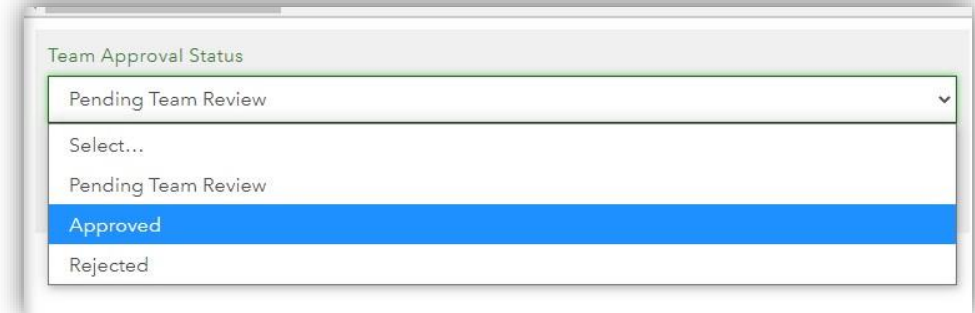 Team Approval Status
Pending Team Review
Select...
Pending Team Review
Approved
Rejected